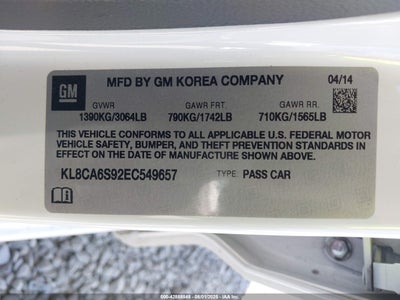 GM
MFD BY GM KOREA COMPANY
04/14
GVWR GAWR FRT. GAWR RR.
1390KG/3064LB 790KG/1742LB 710KG/1565LB
THIS VEHICLE CONFORMS TO ALL APPLICABLE U.S. FEDERAL MOTOR
VEHICLE SAFETY, BUMPER, AND THEFT PREVENTION STANDARDS
IN EFFECT ON THE DATE OF MANUFACTURE SHOWN ABOVE.
KL8CA6S92EC549657 TYPE: PASS CAR
© IAA Inc.